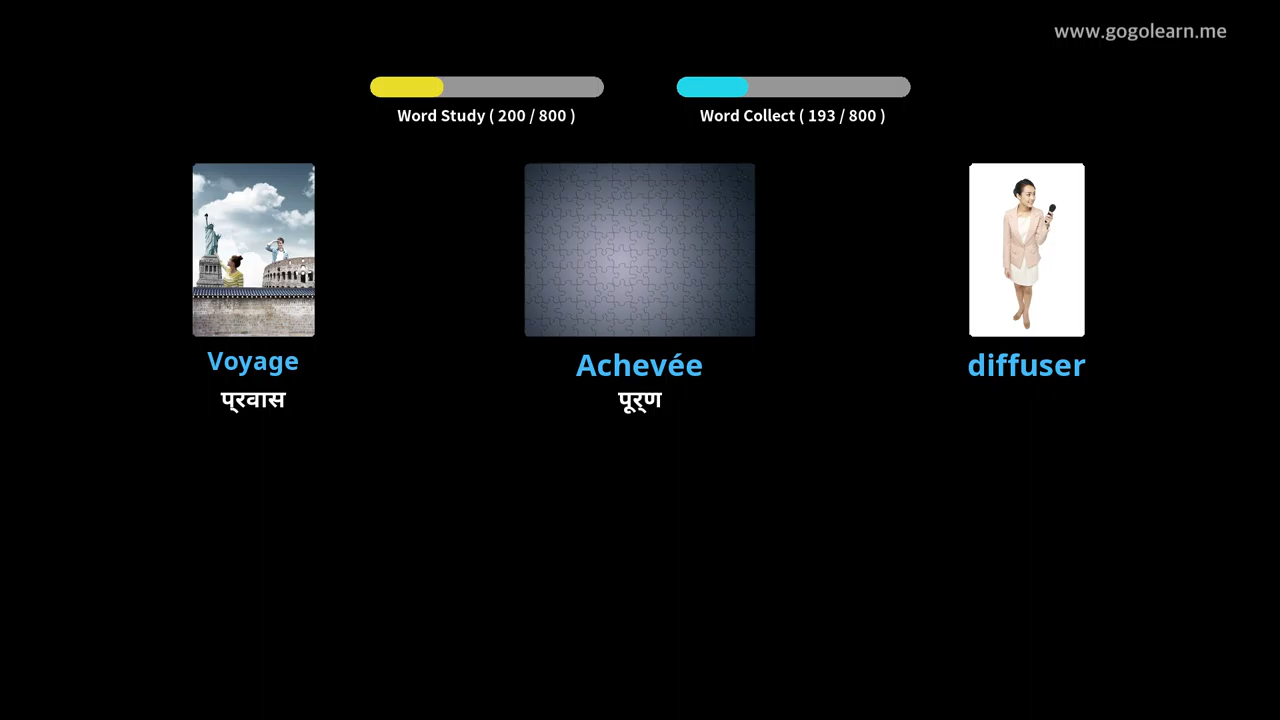 www.gogolearn.me
Word Study ( 200 / 800 )
Word Collect ( 193 / 800 )
Voyage
Achevée
diffuser
प्रवास
पूर्ण